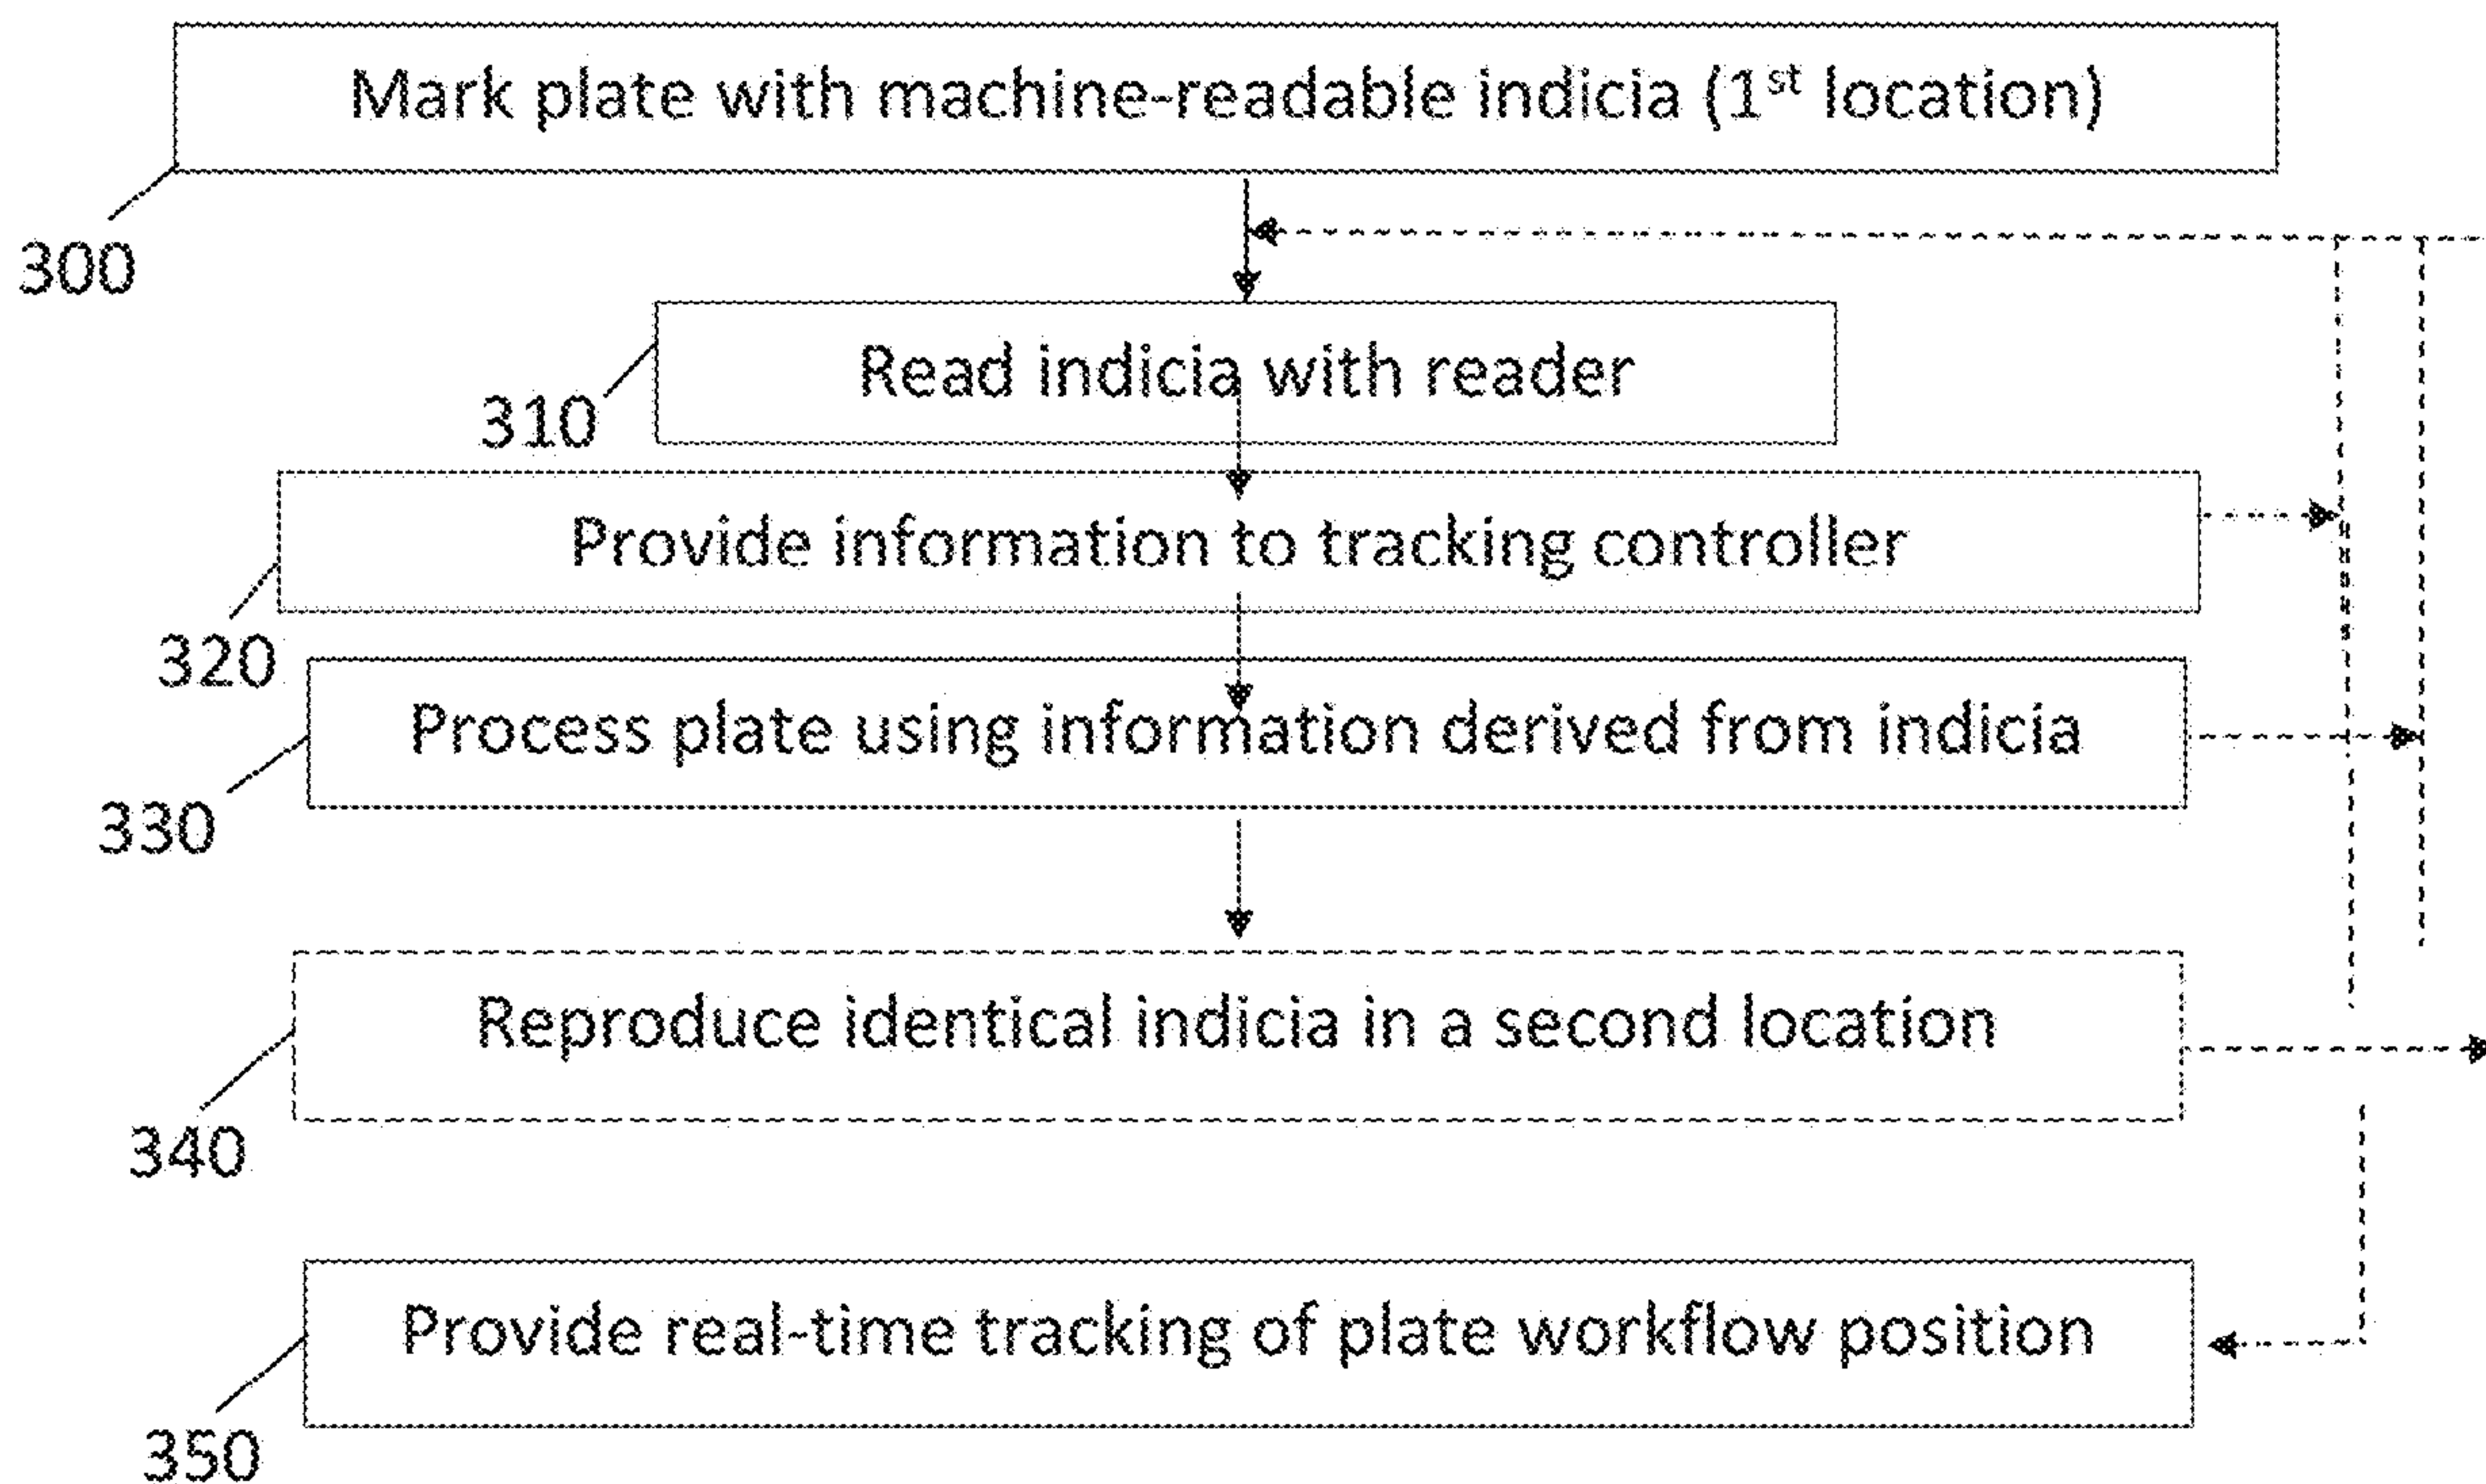 Mark plate with machine-readable indicia (1st location)
300
Read indicia with reader
310
Provide information to tracking controller
320
Process plate using information derived from indicia
330
Reproduce identical indicia in a second location
340
Provide real-time tracking of plate workflow position
350